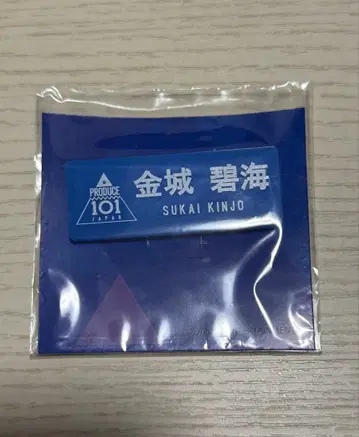 PRODUCE
101
JAPAN
金城 碧海
SUKAI KINJO